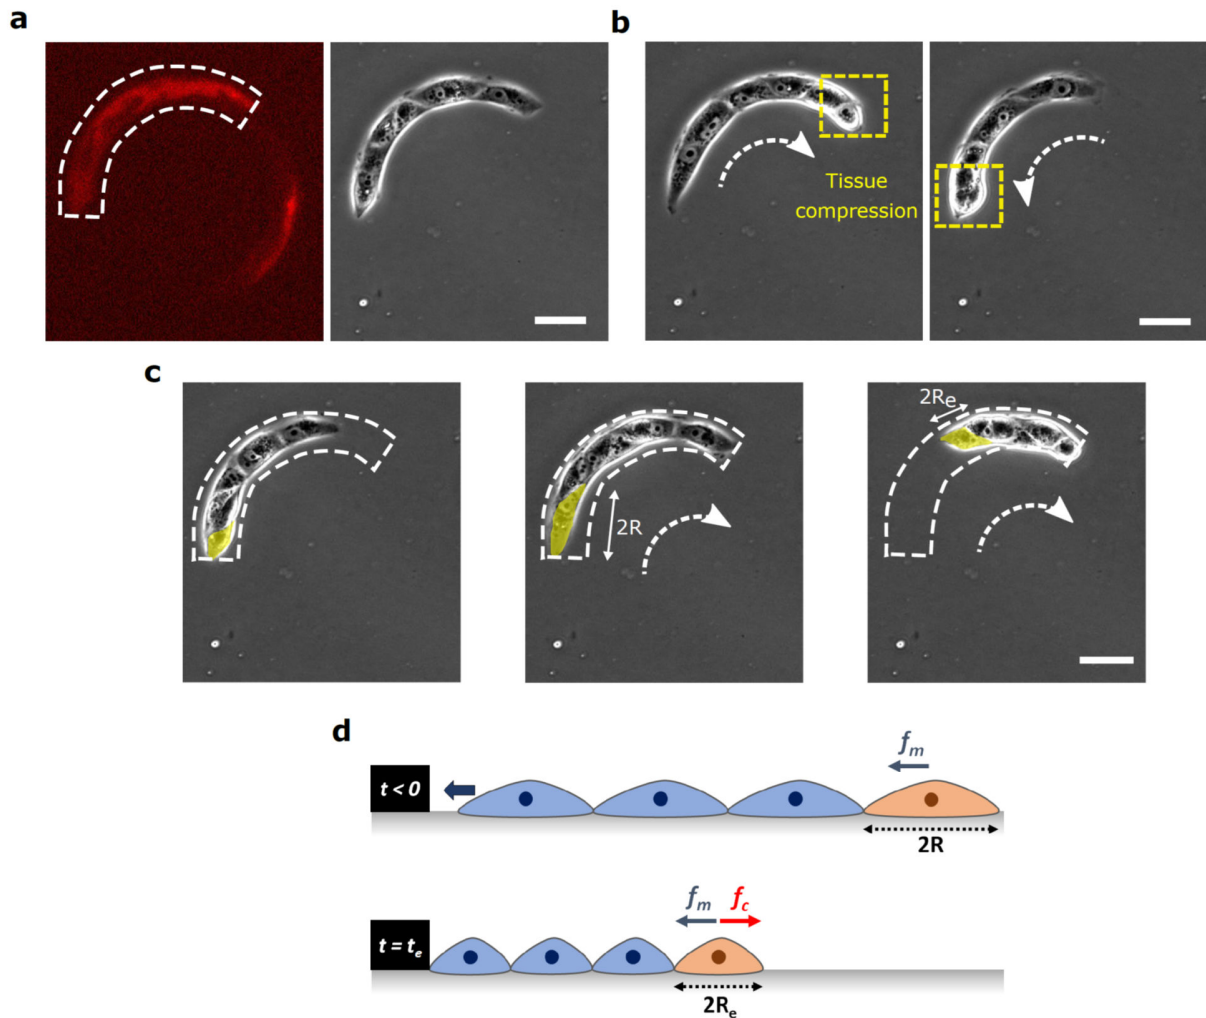 a
b
Tissue
compression
c
2R
2Re
d
fm
t < 0
2R
fm fc
t = te
2Re